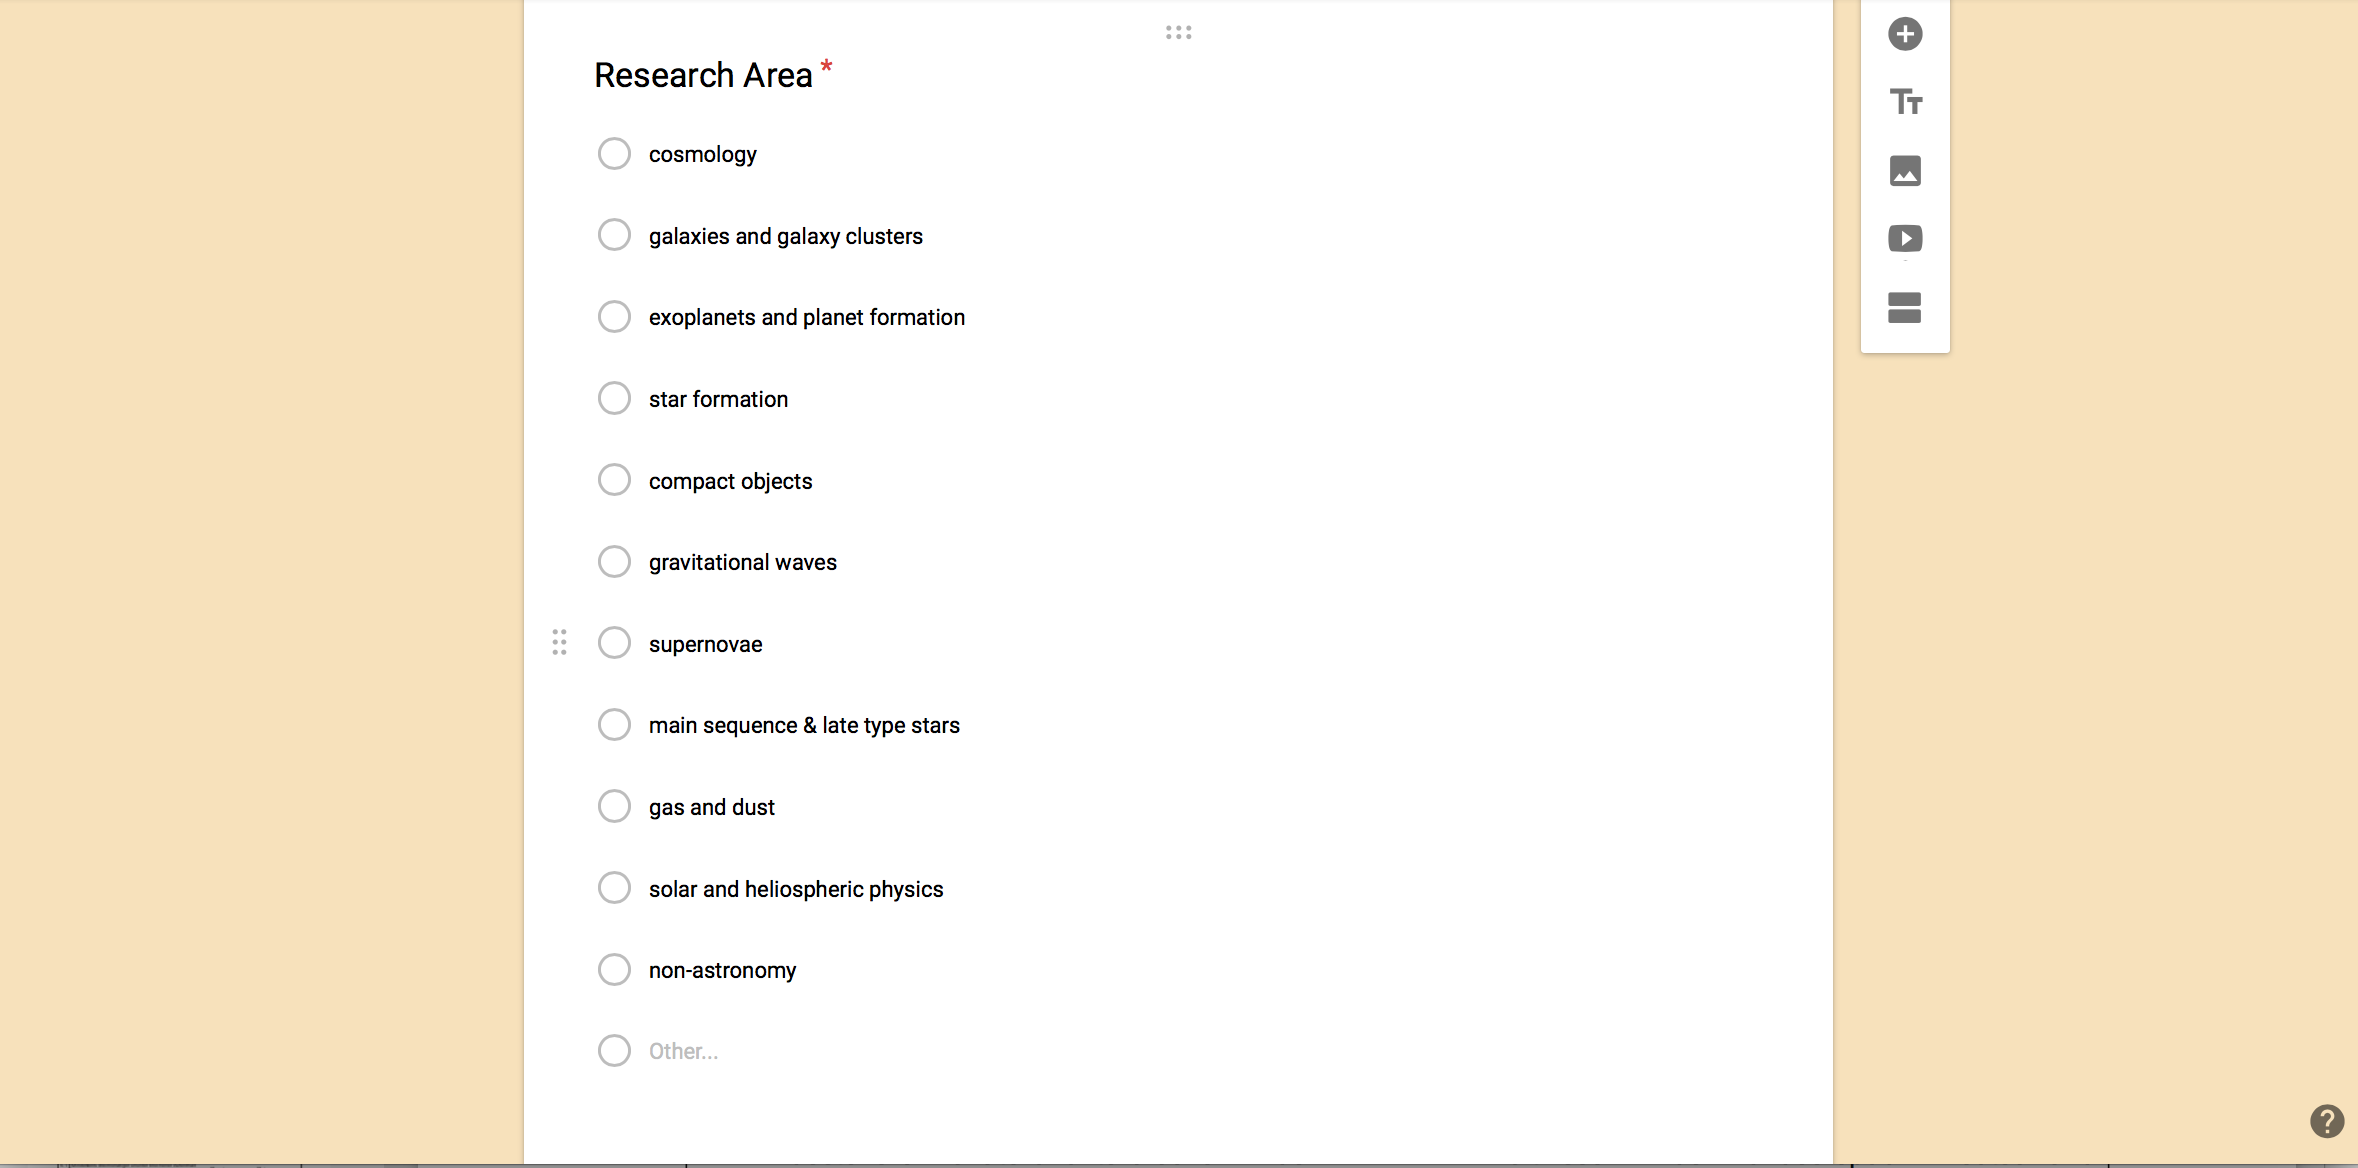 Research Area *
cosmology
galaxies and galaxy clusters
exoplanets and planet formation
star formation
compact objects
gravitational waves
supernovae
main sequence & late type stars
gas and dust
solar and heliospheric physics
non-astronomy
Other...